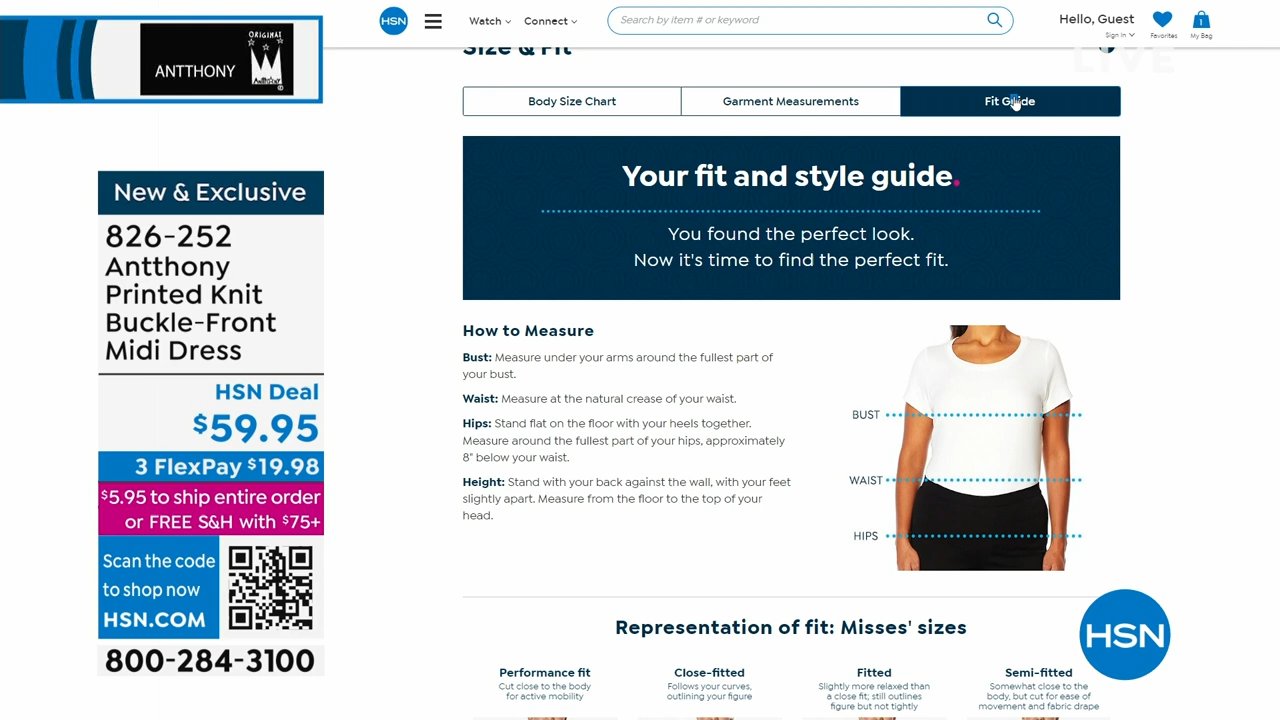 ORIGINAL
ANTTHONY
HSN
Watch
Connect
Search by item # or keyword
Hello, Guest
Sign In
Favorites
1
My Bag
LIVE
Size & Fit
Body Size Chart
Garment Measurements
Fit Guide
Your fit and style guide.
You found the perfect look.
Now it's time to find the perfect fit.
New & Exclusive
826-252
Antthony
Printed Knit
Buckle-Front
Midi Dress
HSN Deal
$59.95
3 FlexPay $19.98
$5.95 to ship entire order
or FREE S&H with $75+
Scan the code
to shop now
HSN.COM
800-284-3100
How to Measure
Bust: Measure under your arms around the fullest part of
your bust.
Waist: Measure at the natural crease of your waist.
Hips: Stand flat on the floor with your heels together.
Measure around the fullest part of your hips, approximately
8" below your waist.
Height: Stand with your back against the wall, with your feet
slightly apart. Measure from the floor to the top of your
head.
BUST
WAIST
HIPS
HSN
Representation of fit: Misses' sizes
Performance fit
Cut close to the body
for active mobility
Close-fitted
Follows your curves,
outlining your figure
Fitted
Slightly more relaxed than
a close fit; still outlines
figure but not tightly
Semi-fitted
Somewhat close to the
body, but cut for ease of
movement and fabric drape